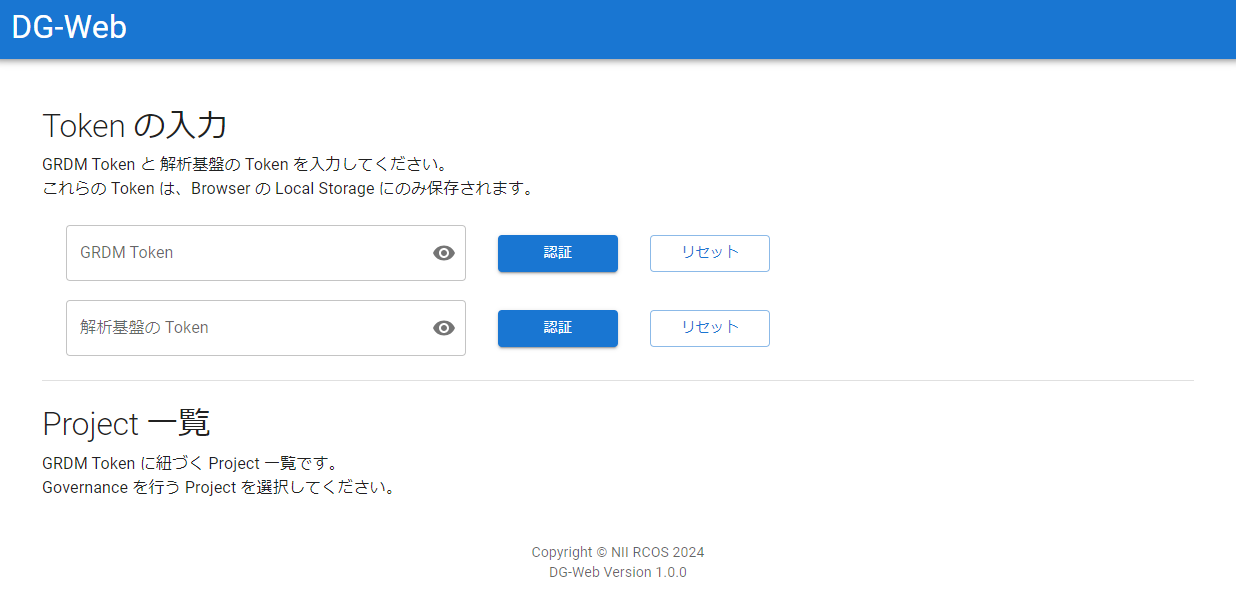 DG-Web
Token の入力
GRDM Token と 解析基盤の Token を入力してください。
これらの Token は、Browser の Local Storage にのみ保存されます。
GRDM Token
認証
リセット
解析基盤の Token
認証
リセット
Project 一覧
GRDM Token に紐づく Project 一覧です。
Governance を行う Project を選択してください。
Copyright © NII RCOS 2024
DG-Web Version 1.0.0